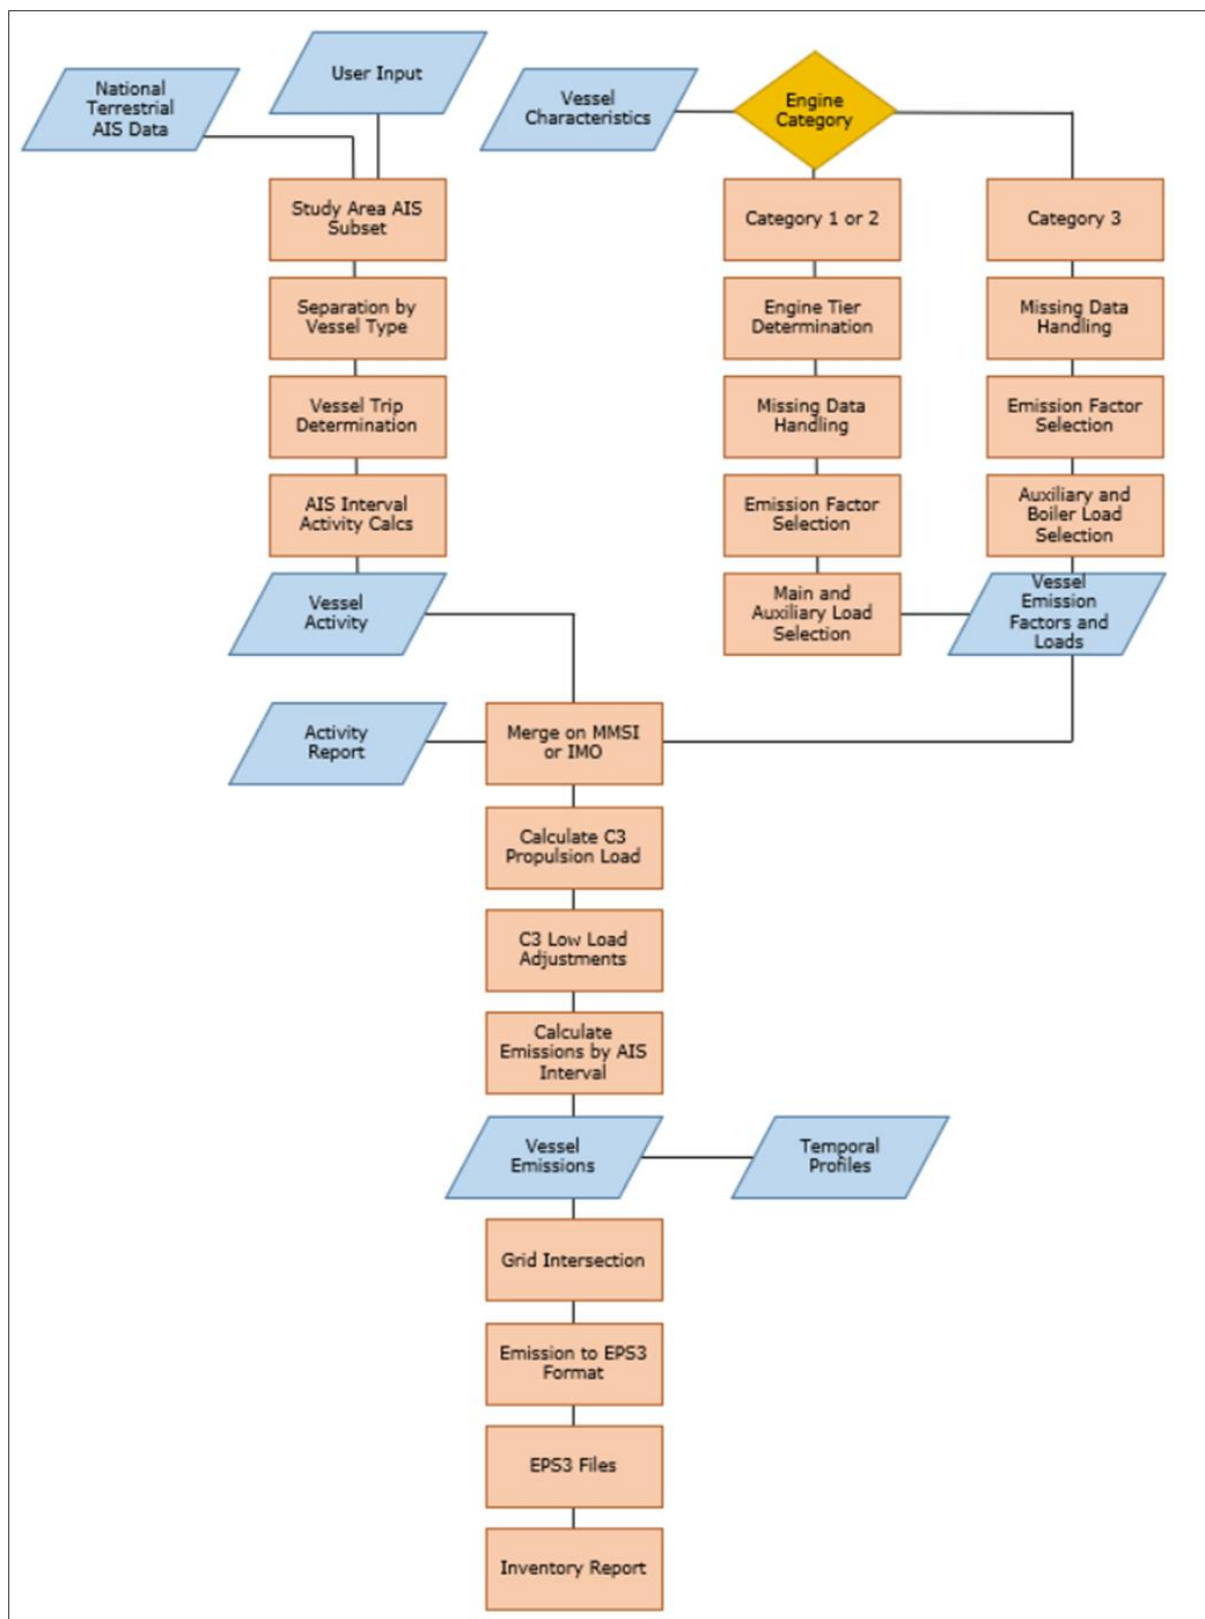 National
Terrestrial
AIS Data
User Input
Study Area AIS
Subset
Separation by
Vessel Type
Vessel Trip
Determination
AIS Interval
Activity Calcs
Vessel
Activity
Vessel
Characteristics
Engine
Category
Category 1 or 2
Engine Tier
Determination
Missing Data
Handling
Emission Factor
Selection
Main and
Auxiliary Load
Selection
Category 3
Missing Data
Handling
Emission Factor
Selection
Auxiliary and
Boiler Load
Selection
Vessel
Emission
Factors and
Loads
Activity
Report
Merge on MMSI
or IMO
Calculate C3
Propulsion Load
C3 Low Load
Adjustments
Calculate
Emissions by AIS
Interval
Vessel
Emissions
Temporal
Profiles
Grid Intersection
Emission to EPS3
Format
EPS3 Files
Inventory Report